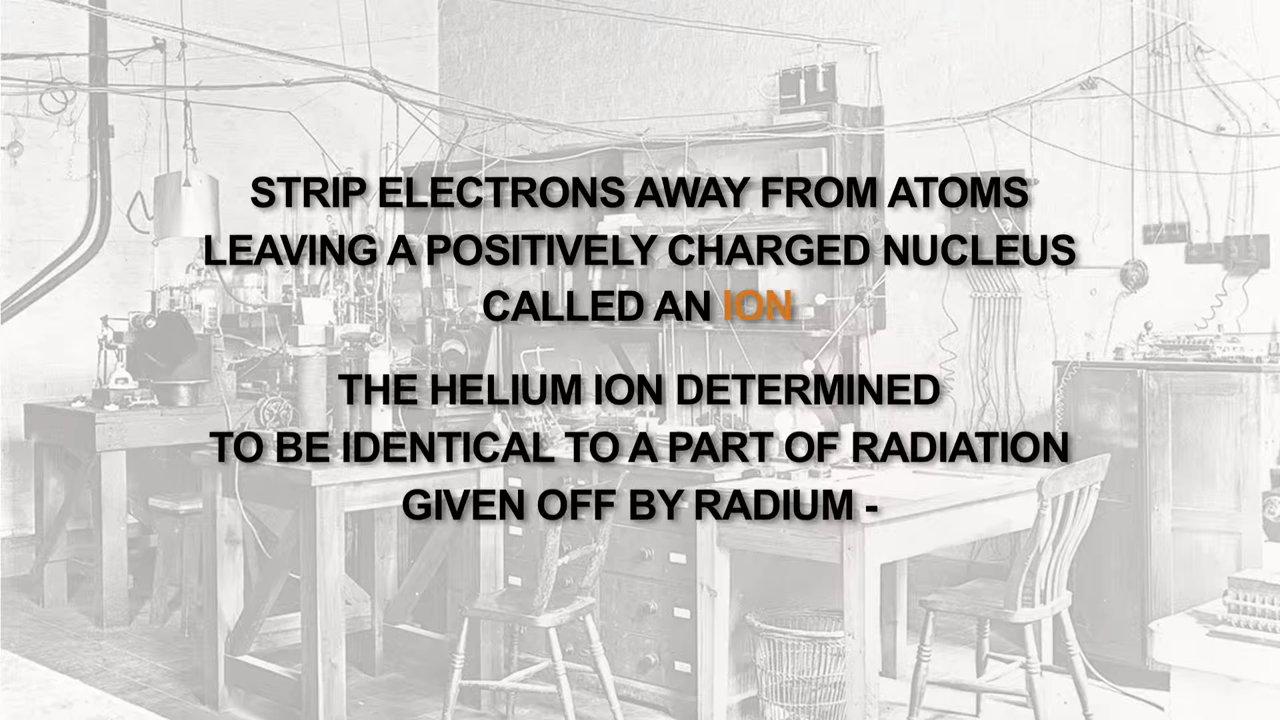 STRIP ELECTRONS AWAY FROM ATOMS
LEAVING A POSITIVELY CHARGED NUCLEUS
CALLED AN ION
THE HELIUM ION DETERMINED
TO BE IDENTICAL TO A PART OF RADIATION
GIVEN OFF BY RADIUM -